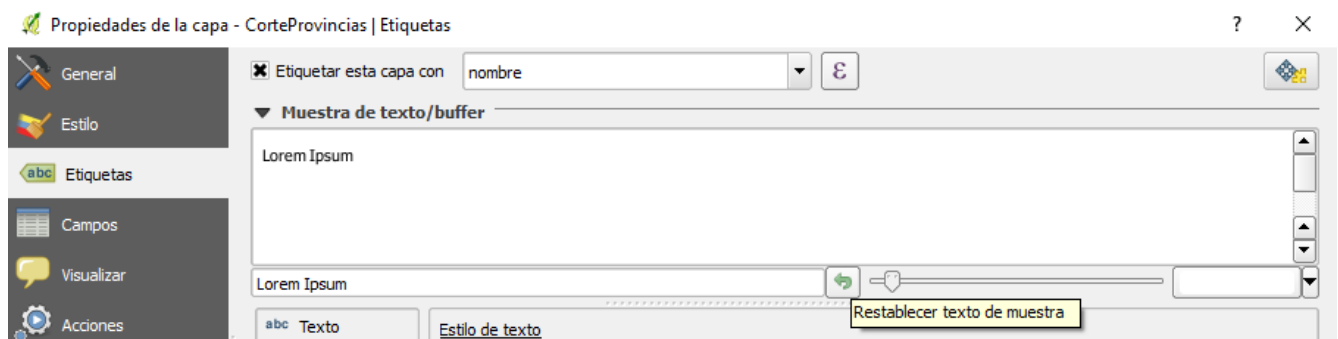 Propiedades de la capa - CorteProvincias | Etiquetas ?
General
Etiquetar esta capa con nombre ε
Muestra de texto/buffer
Estilo
Lorem Ipsum
abc Etiquetas
Campos
Visualizar
Lorem Ipsum
Restablecer texto de muestra
Acciones
abc Texto
Estilo de texto